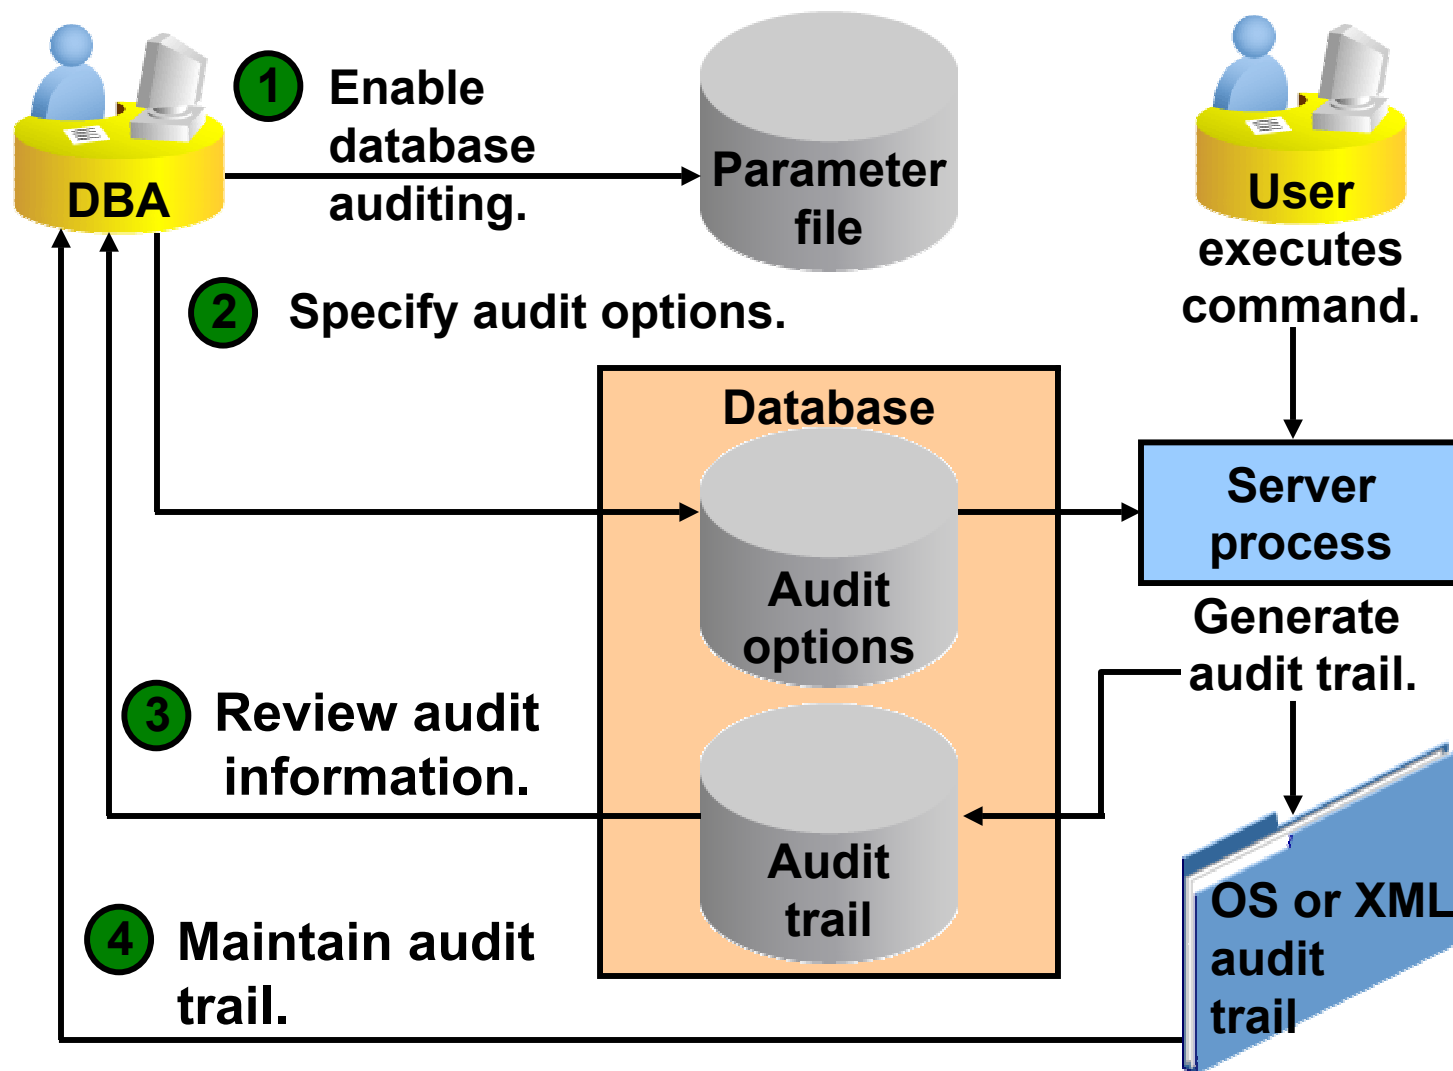 DBA
1
Enable
database
auditing.
Parameter
file
User
executes
command.
2
Specify audit options.
Database
Audit
options
Server
process
Generate
audit trail.
3
Review audit
information.
Audit
trail
4
Maintain audit
trail.
OS or XML
audit
trail